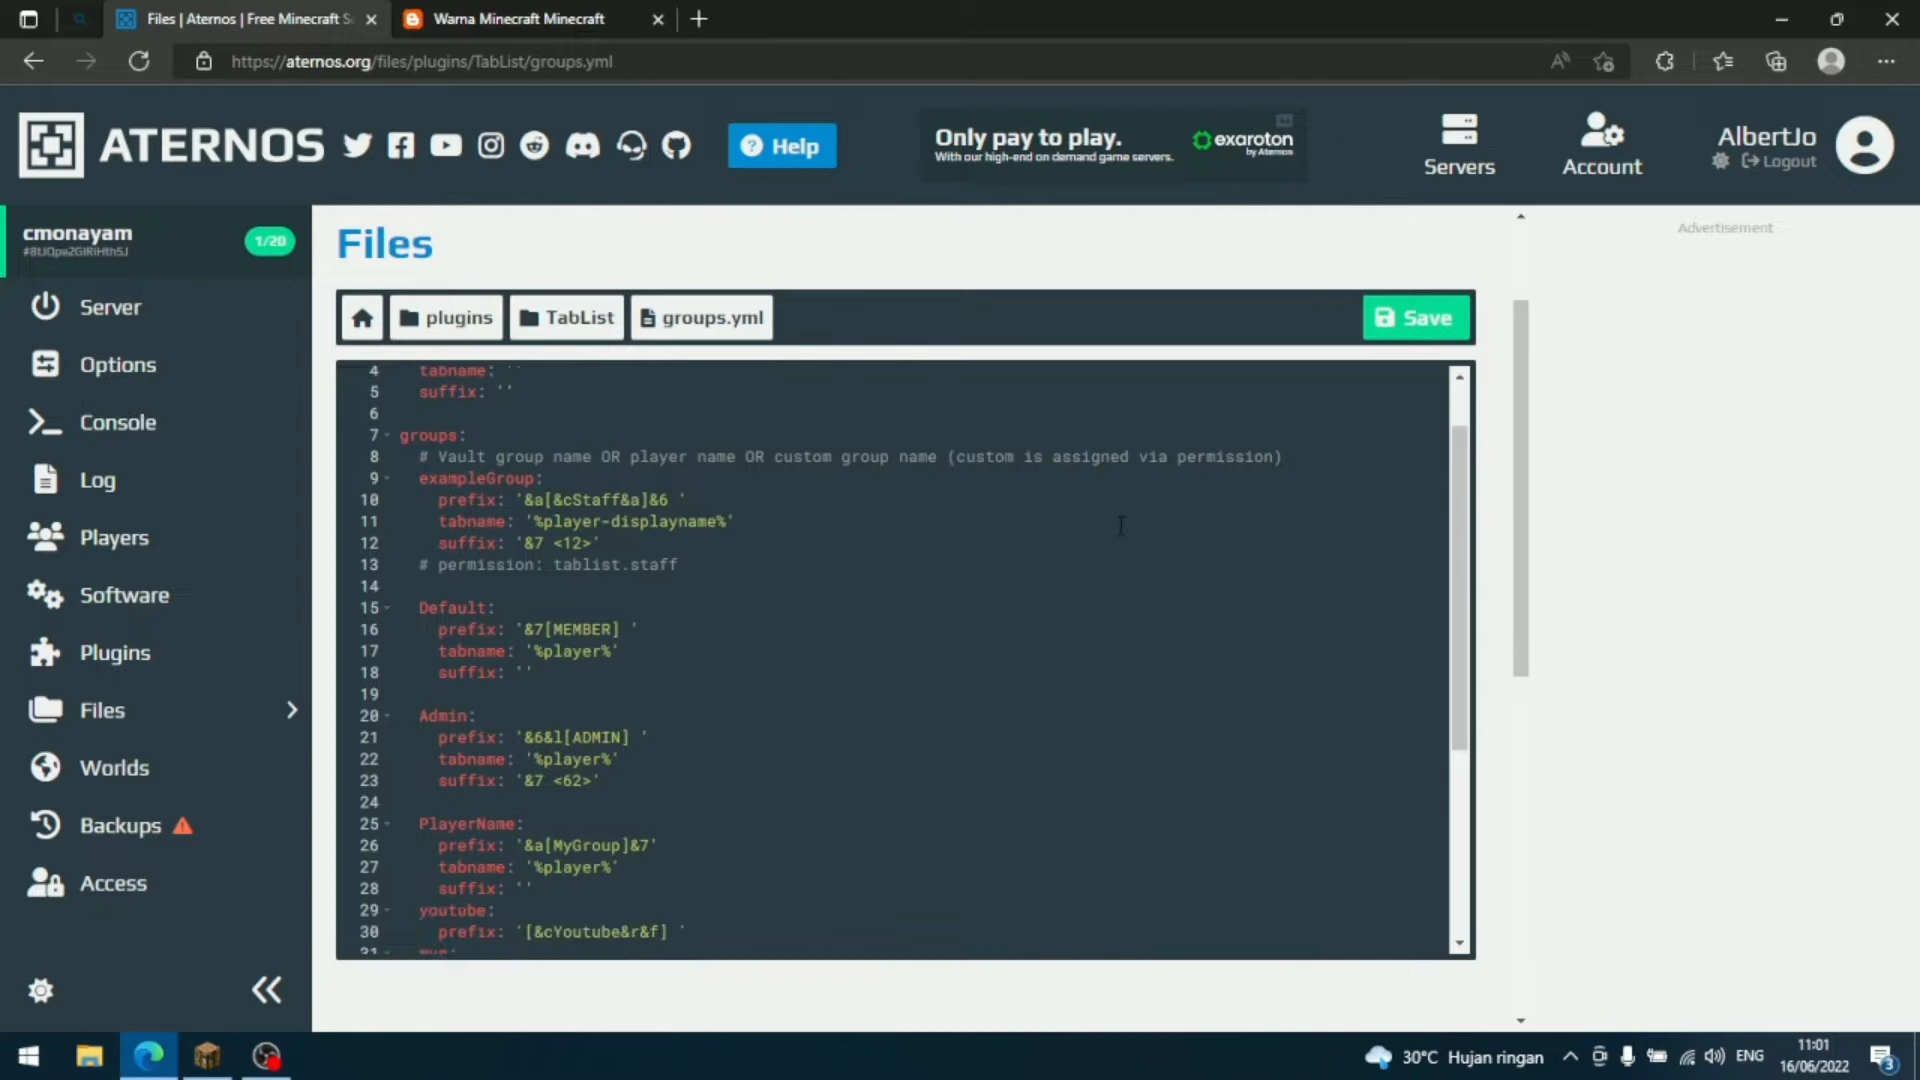 Files | Aternos | Free Minecraft S
Warna Minecraft Minecraft
https://aternos.org/files/plugins/TabList/groups.yml
ATERNOS
Help
Only pay to play.
With our high-end on demand game servers.
exaroton
by Aternos
Ad
Servers
Account
AlbertJo
Logout
cmonayam
1/20
Server
Options
Console
Log
Players
Software
Plugins
Files
Worlds
Backups
Access
Files
Advertisement
plugins
TabList
groups.yml
Save
4 tabname: ''
5 suffix: ''
6
7 groups:
8 # Vault group name OR player name OR custom group name (custom is assigned via permission)
9 exampleGroup:
10 prefix: '&a[&cStaff&a]&6 '
11 tabname: '%player-displayname%'
12 suffix: '&7 <12>'
13 # permission: tablist.staff
14
15 Default:
16 prefix: '&7[MEMBER] '
17 tabname: '%player%'
18 suffix: ''
19
20 Admin:
21 prefix: '&6&l[ADMIN] '
22 tabname: '%player%'
23 suffix: '&7 <62>'
24
25 PlayerName:
26 prefix: '&a[MyGroup]&7'
27 tabname: '%player%'
28 suffix: ''
29 youtube:
30 prefix: '[&cYoutube&r&f] '
31
30°C Hujan ringan
ENG
11:01
16/06/2022
3